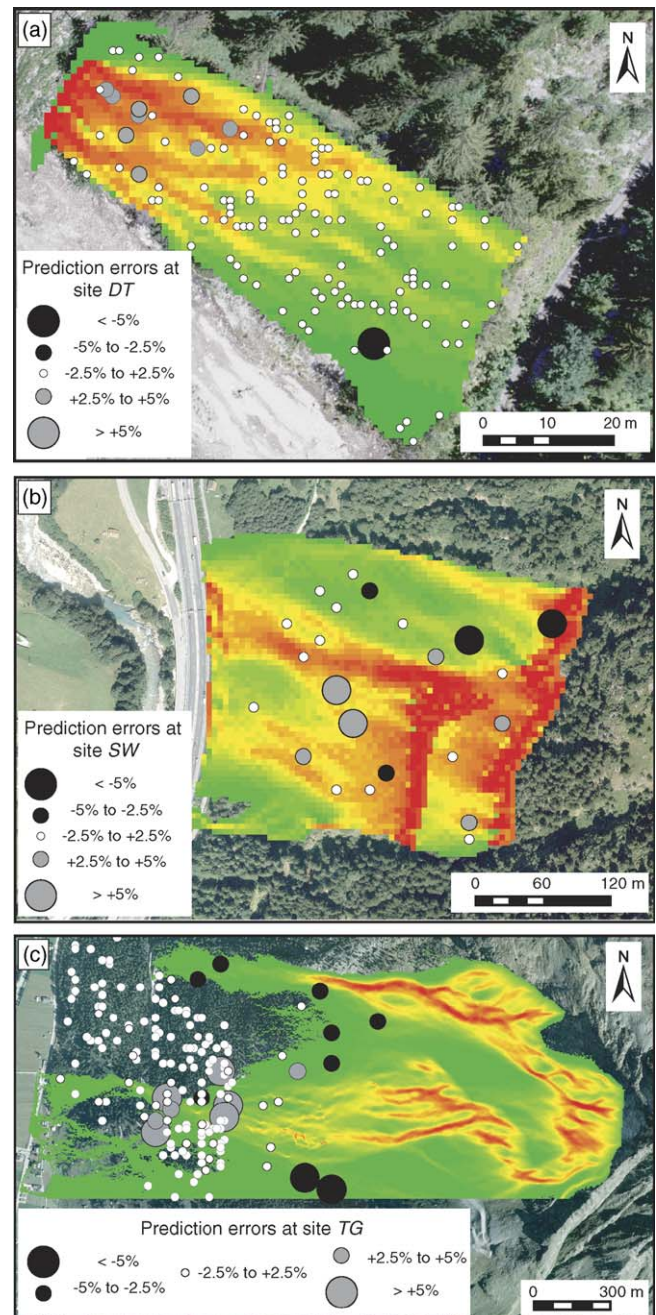 (a)
N
Prediction errors at
site DT
< -5%
-5% to -2.5%
-2.5% to +2.5%
+2.5% to +5%
> +5%
0 10 20 m
(b)
N
Prediction errors at
site SW
< -5%
-5% to -2.5%
-2.5% to +2.5%
+2.5% to +5%
> +5%
0 60 120 m
(c)
N
Prediction errors at site TG
< -5%
-5% to -2.5%
-2.5% to +2.5%
+2.5% to +5%
> +5%
0 300 m